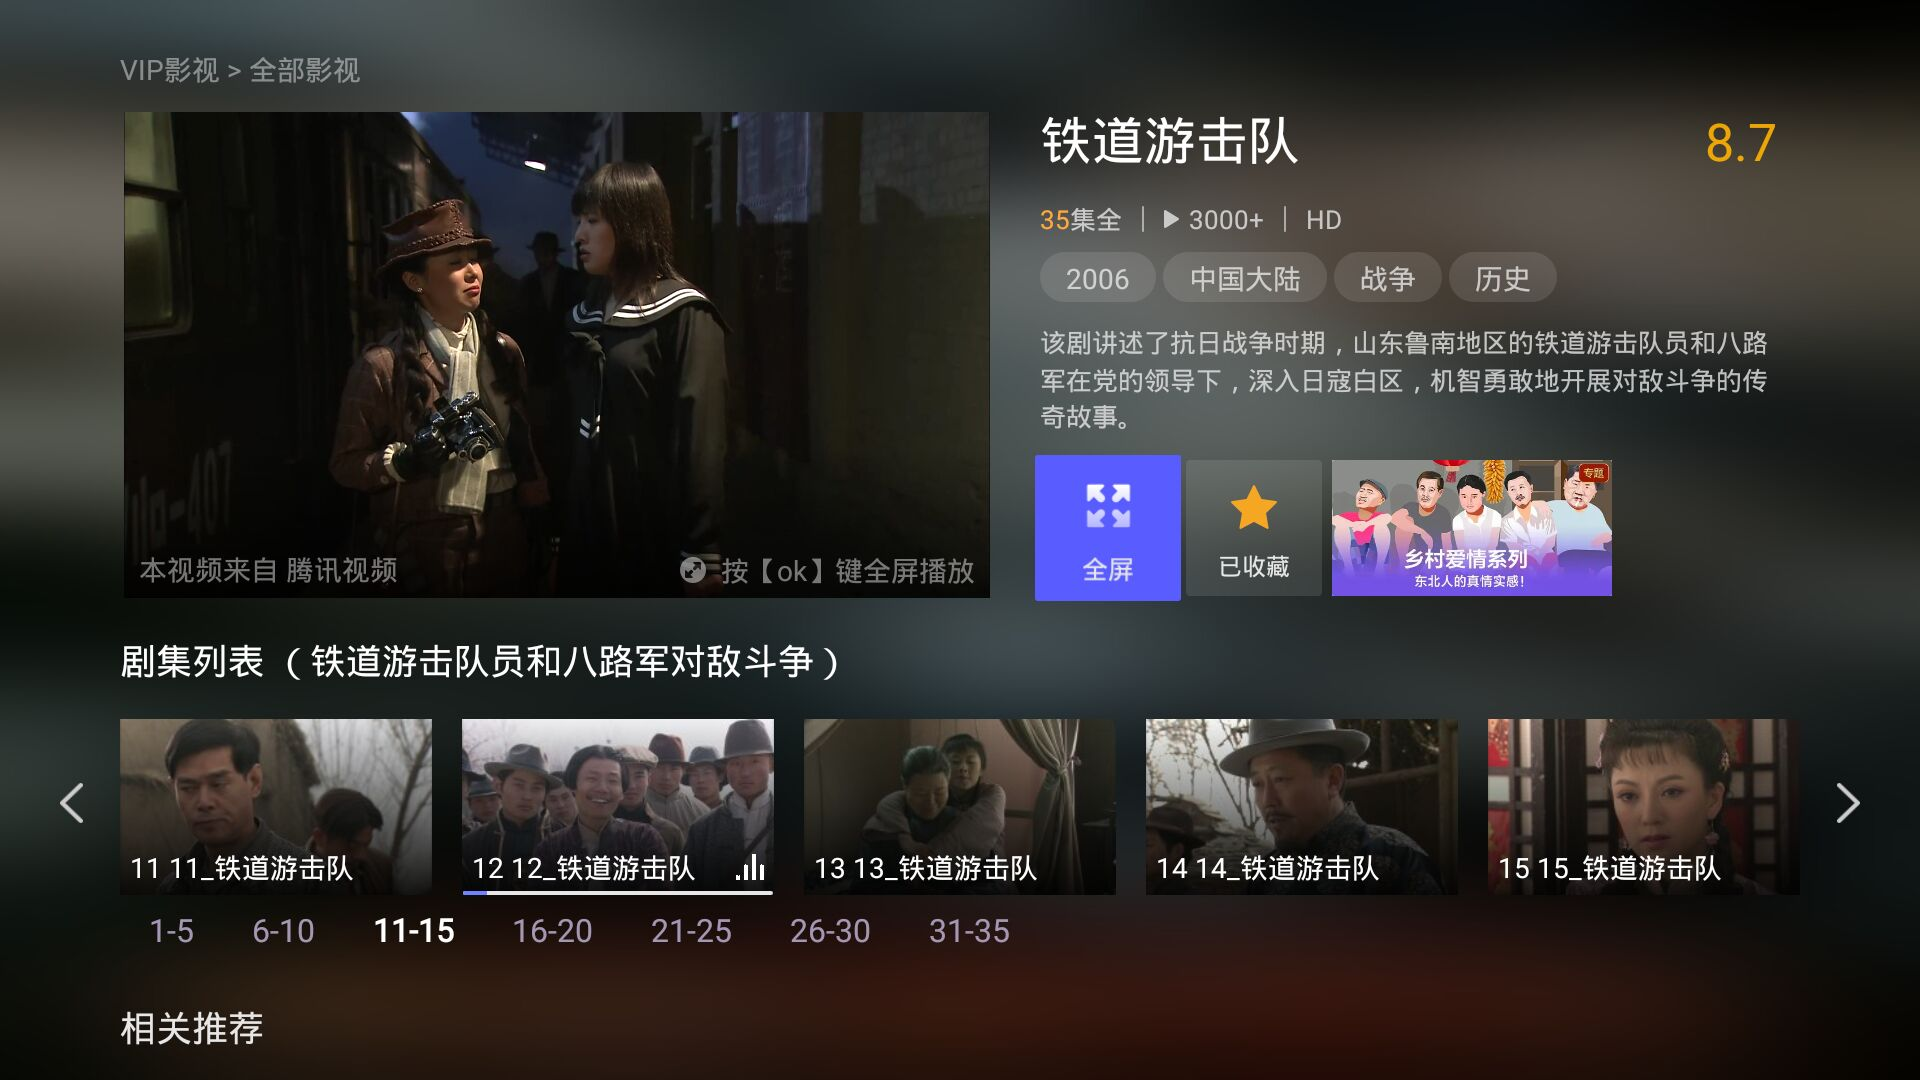 VIP影视 > 全部影视
铁道游击队
8.7
35集全 | 3000+ | HD
2006 中国大陆 战争 历史
该剧讲述了抗日战争时期，山东鲁南地区的铁道游击队员和八路
军在党的领导下，深入日寇白区，机智勇敢地开展对敌斗争的传
奇故事。
本视频来自 腾讯视频
按【ok】键全屏播放
全屏
已收藏
专题
乡村爱情系列
东北人的真情实感！
剧集列表 （铁道游击队员和八路军对敌斗争）
11 11_铁道游击队
12 12_铁道游击队
13 13_铁道游击队
14 14_铁道游击队
15 15_铁道游击队
1-5 6-10 11-15 16-20 21-25 26-30 31-35
相关推荐